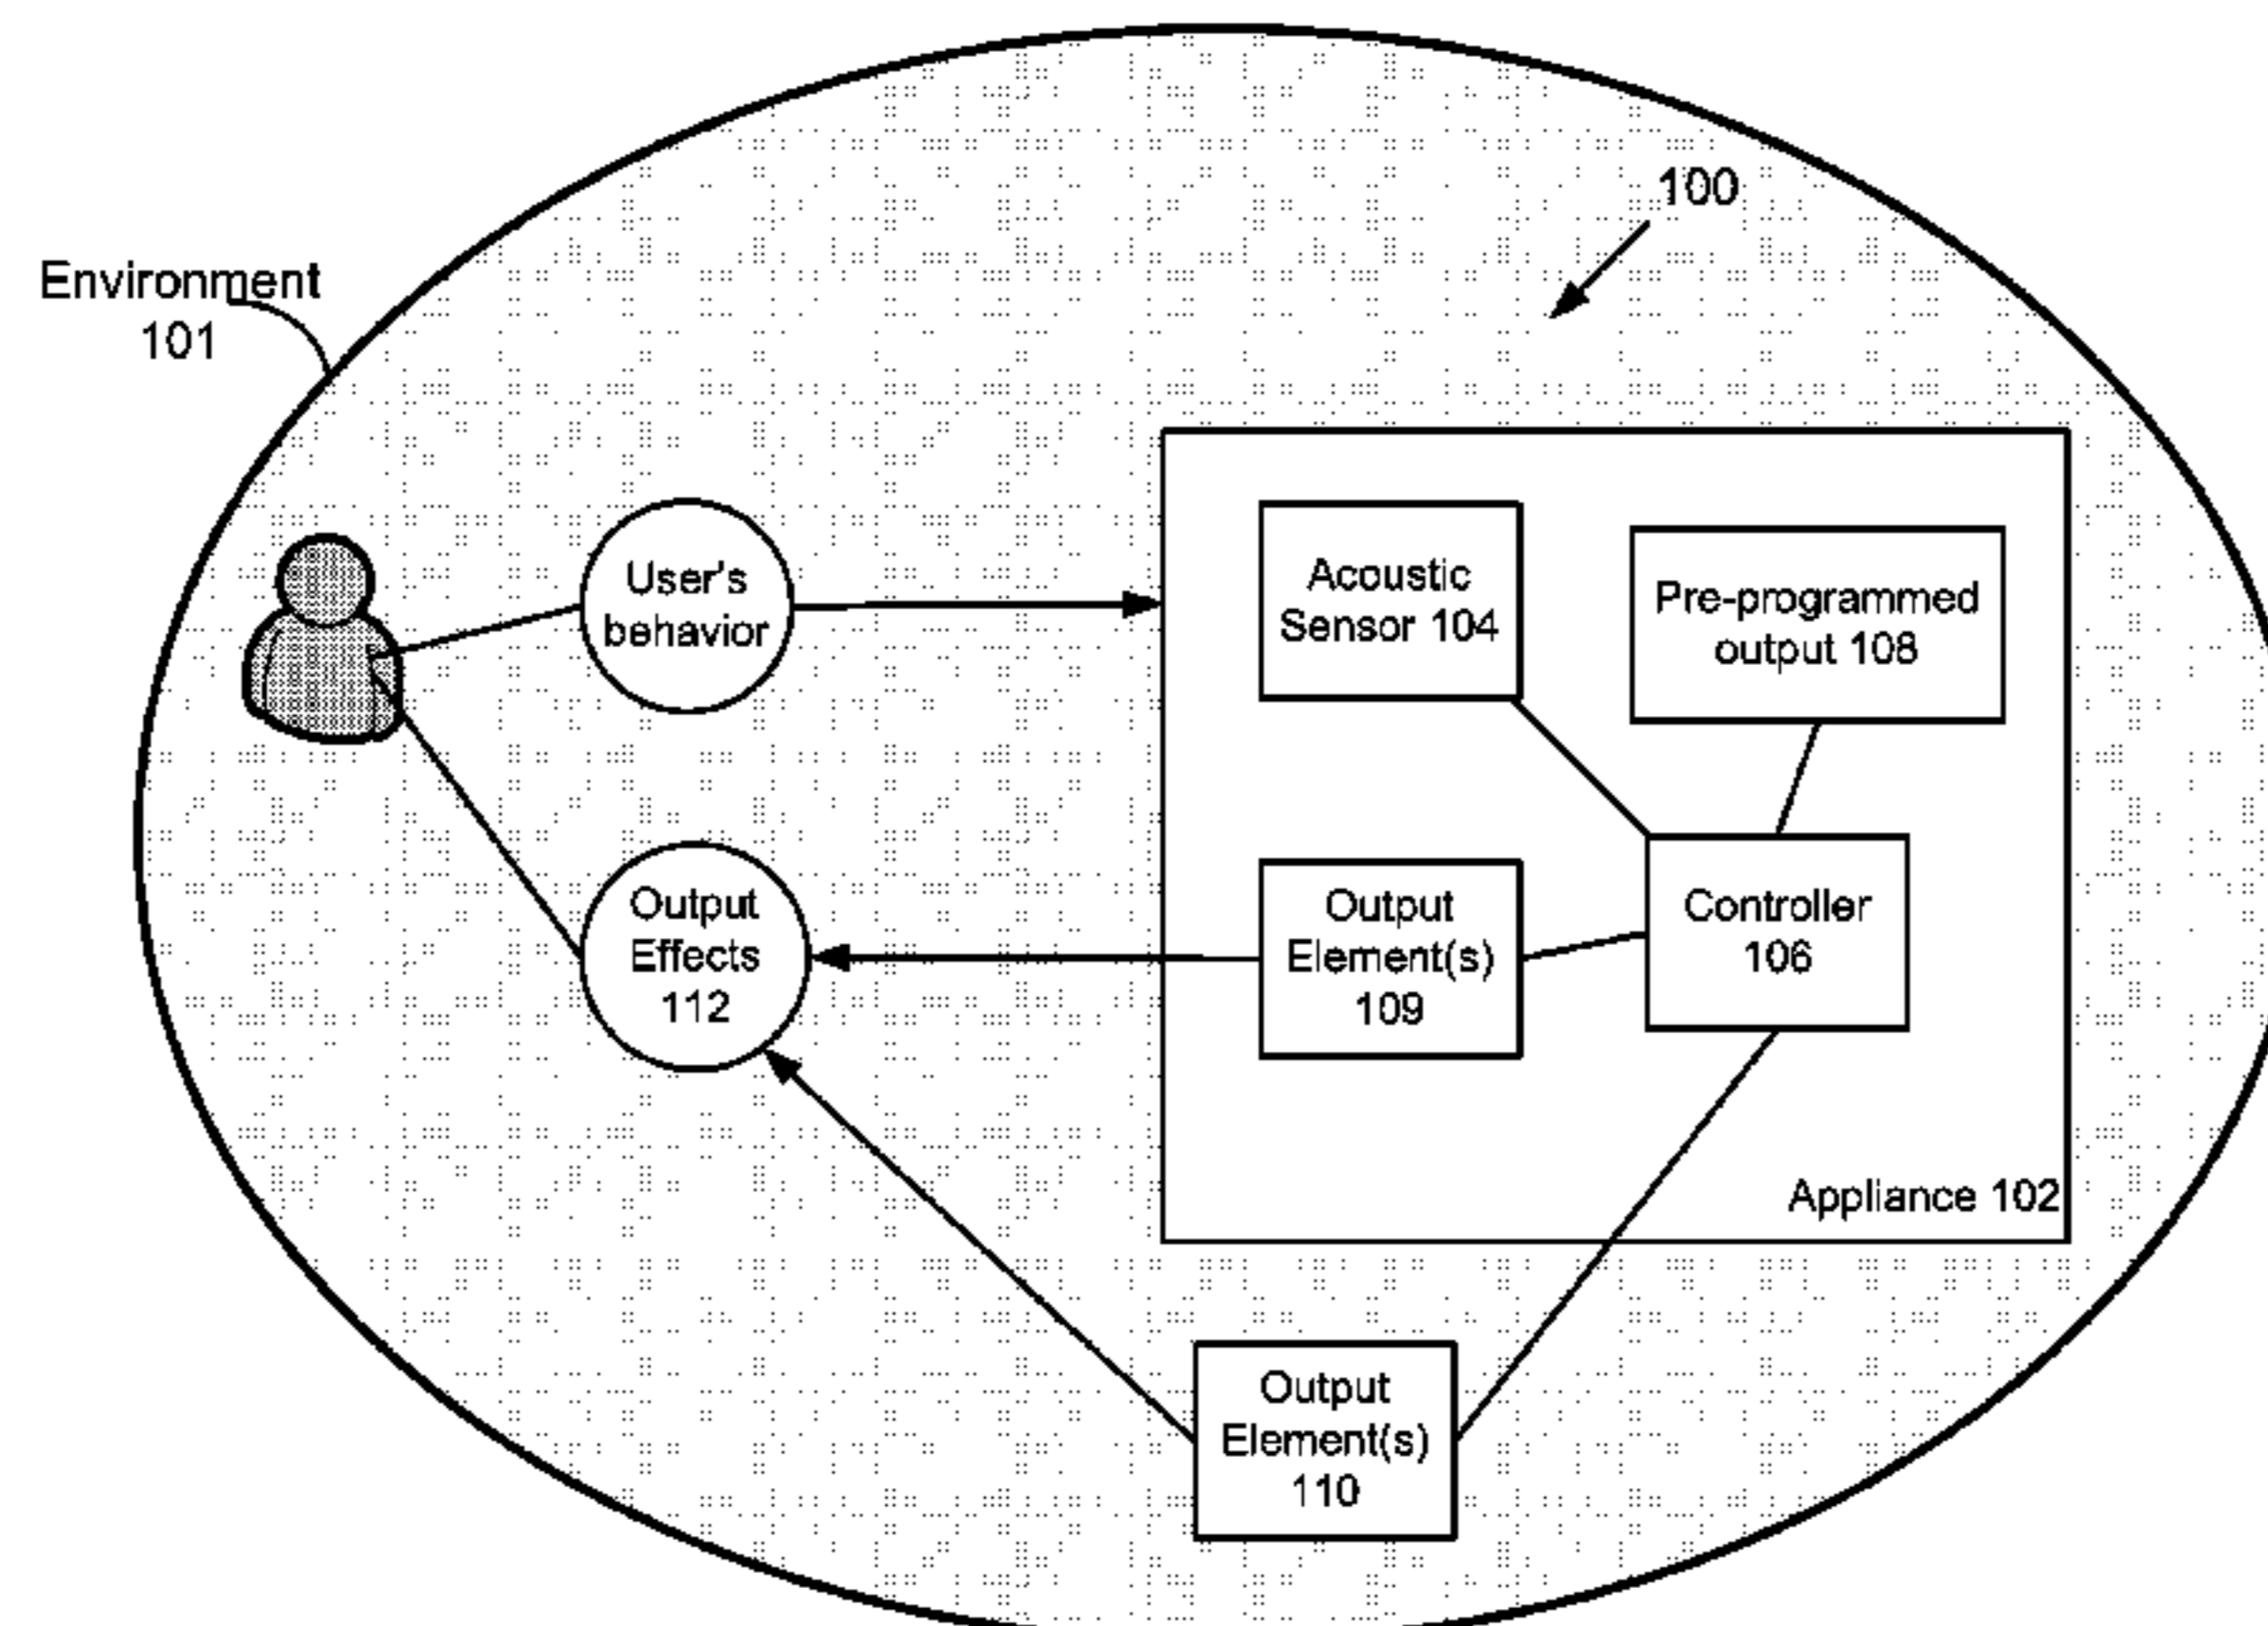 100
Environment
101
User's
behavior
Acoustic
Sensor 104
Pre-programmed
output 108
Output
Effects
112
Output
Element(s)
109
Controller
106
Appliance 102
Output
Element(s)
110